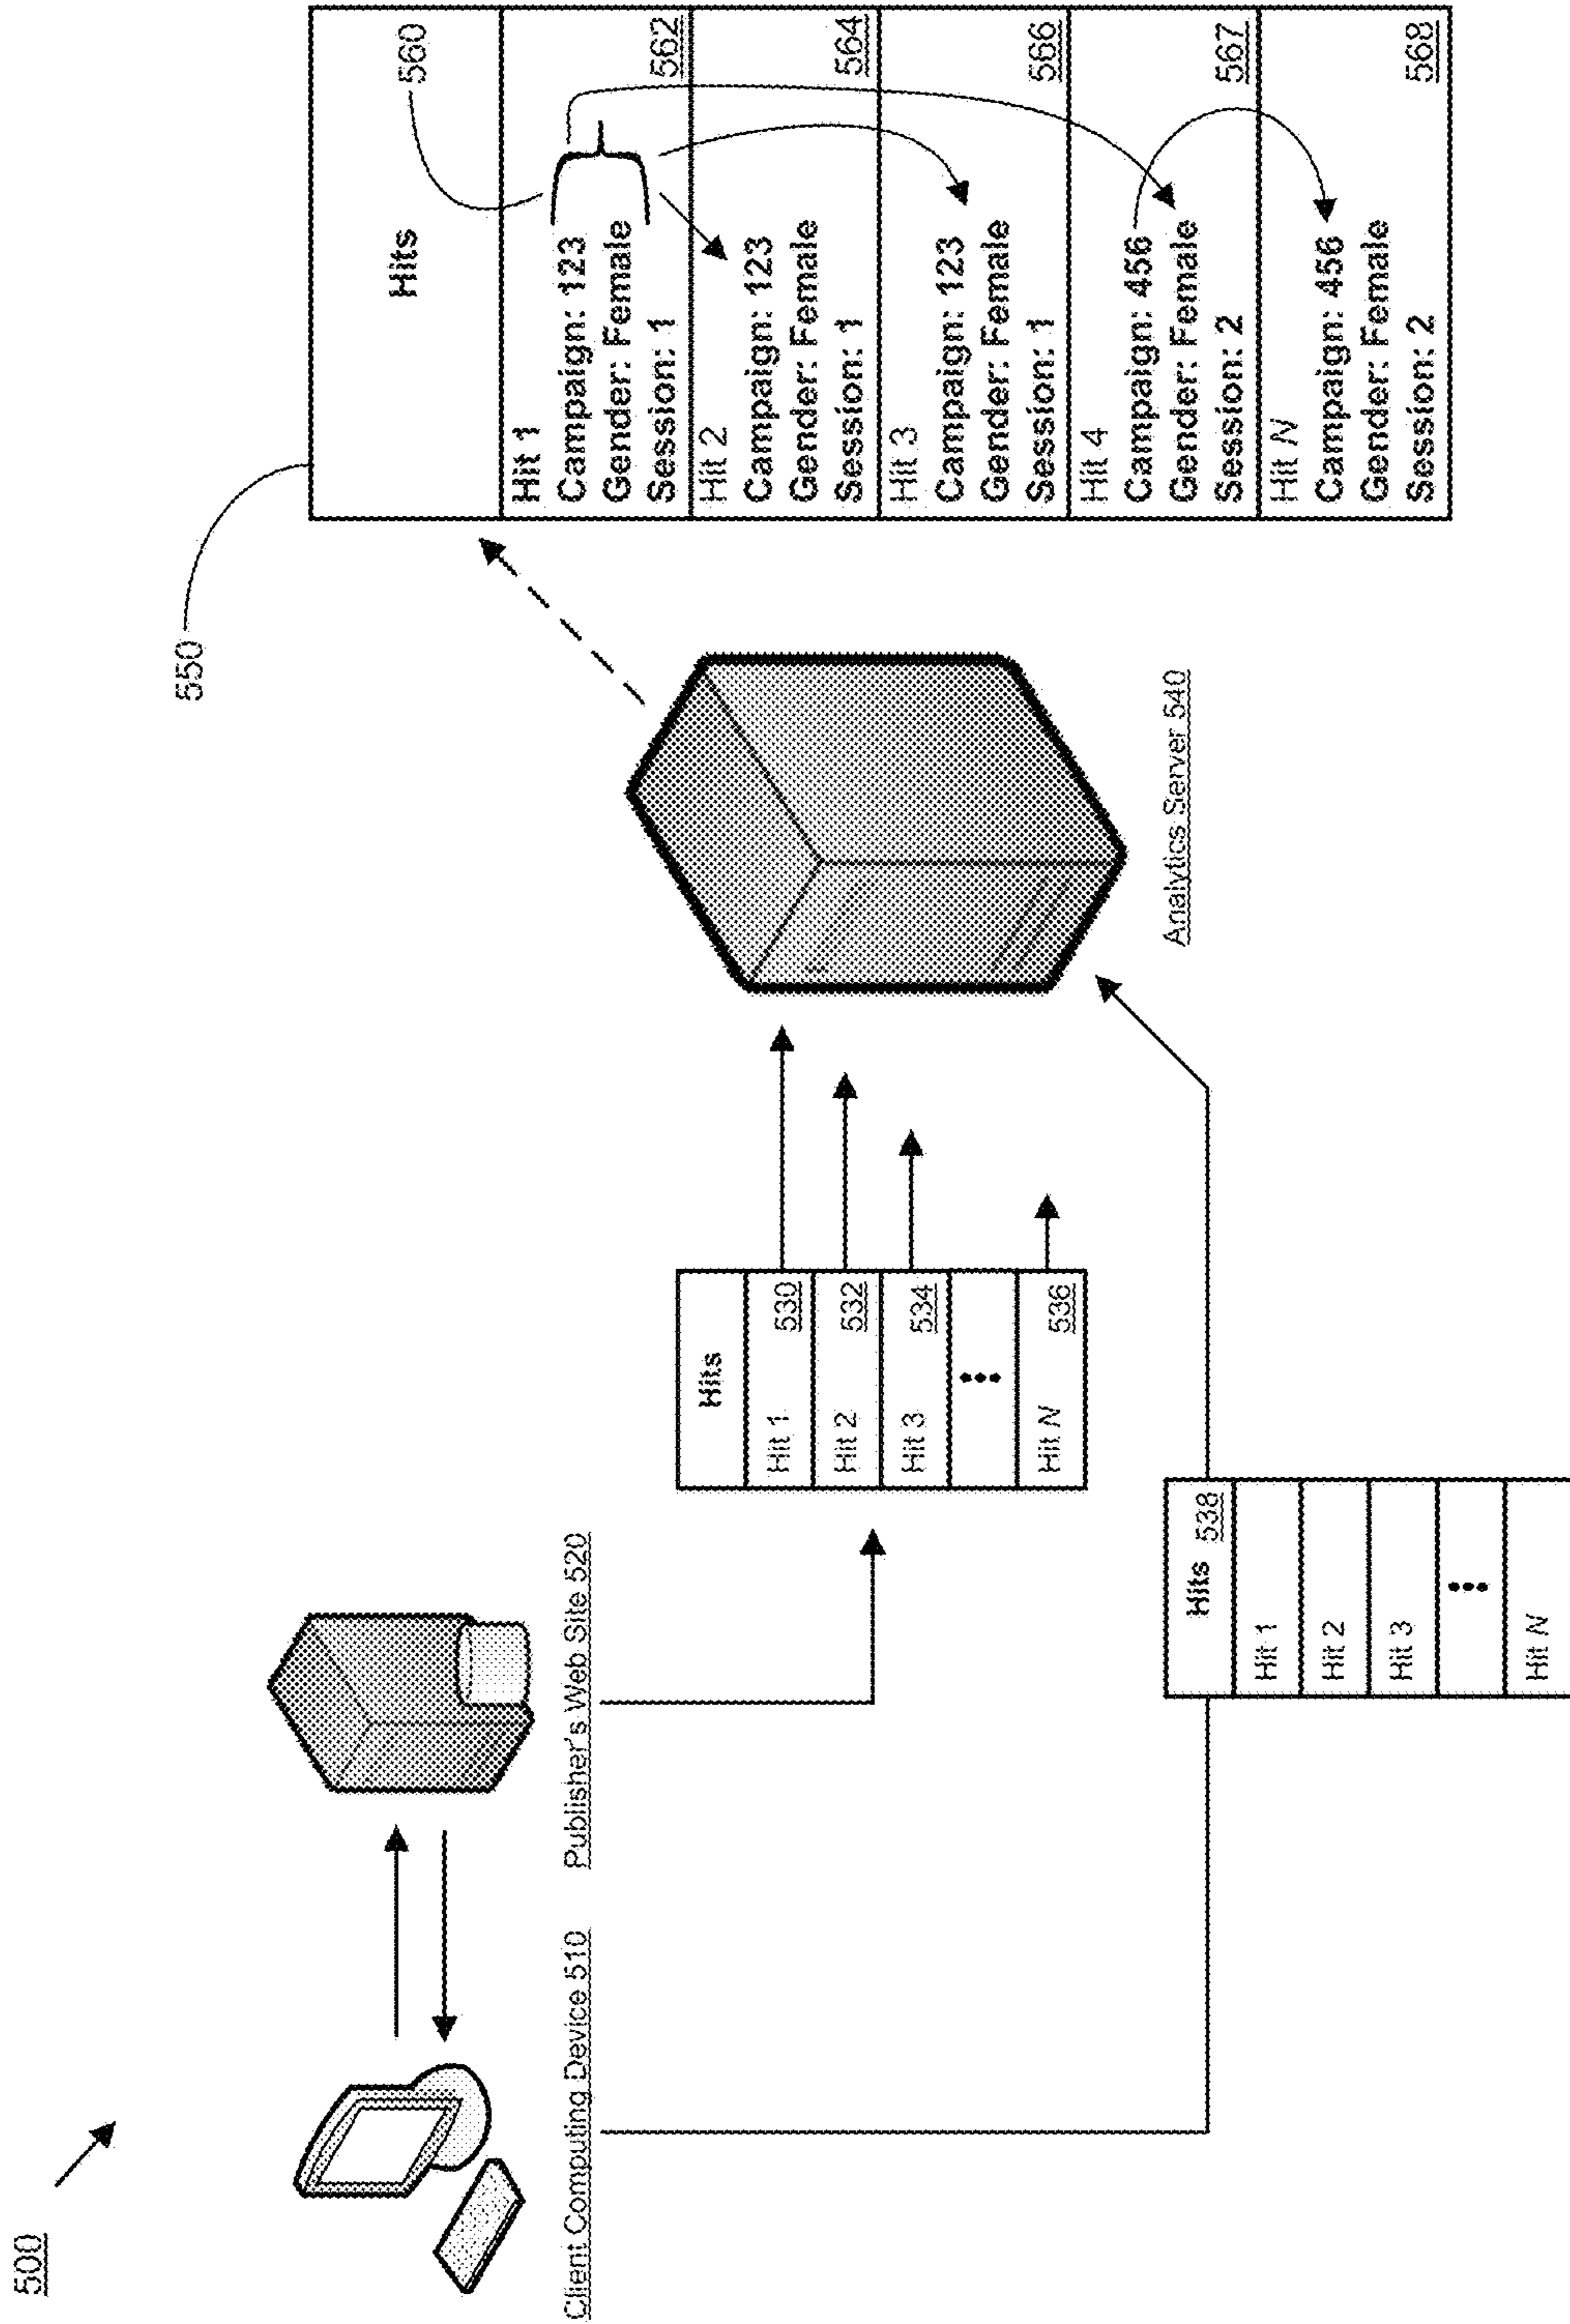 500
Client Computing Device 510
Publisher's Web Site 520
Hits
Hit 1 530
Hit 2 532
Hit 3 534
•••
Hit N 536
Hits 538
Hit 1
Hit 2
Hit 3
•••
Hit N
Analytics Server 540
550
560
Hits
Hit 1
Campaign: 123
Gender: Female
Session: 1 562
Hit 2
Campaign: 123
Gender: Female
Session: 1 564
Hit 3
Campaign: 123
Gender: Female
Session: 1 566
Hit 4
Campaign: 456
Gender: Female
Session: 2 567
Hit N
Campaign: 456
Gender: Female
Session: 2 568